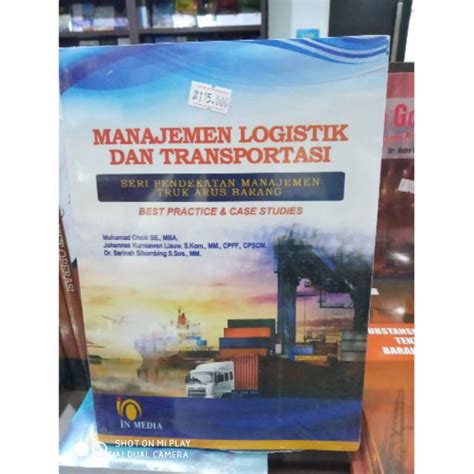 #115.000
MANAJEMEN LOGISTIK
DAN TRANSPORTASI
SERI PENDEKATAN MANAJEMEN
TRUK ARUS BARANG
BEST PRACTICE & CASE STUDIES
Muhamad Choik SE., MBA,
Johannes Kurniawan Liauw. S.Kom., MM., CPFF., CPSCM.
Dr. Sarinah Sihombing S.Sos., MM.
IN MEDIA
SHOT ON MI PLAY
AI DUAL CAMERA